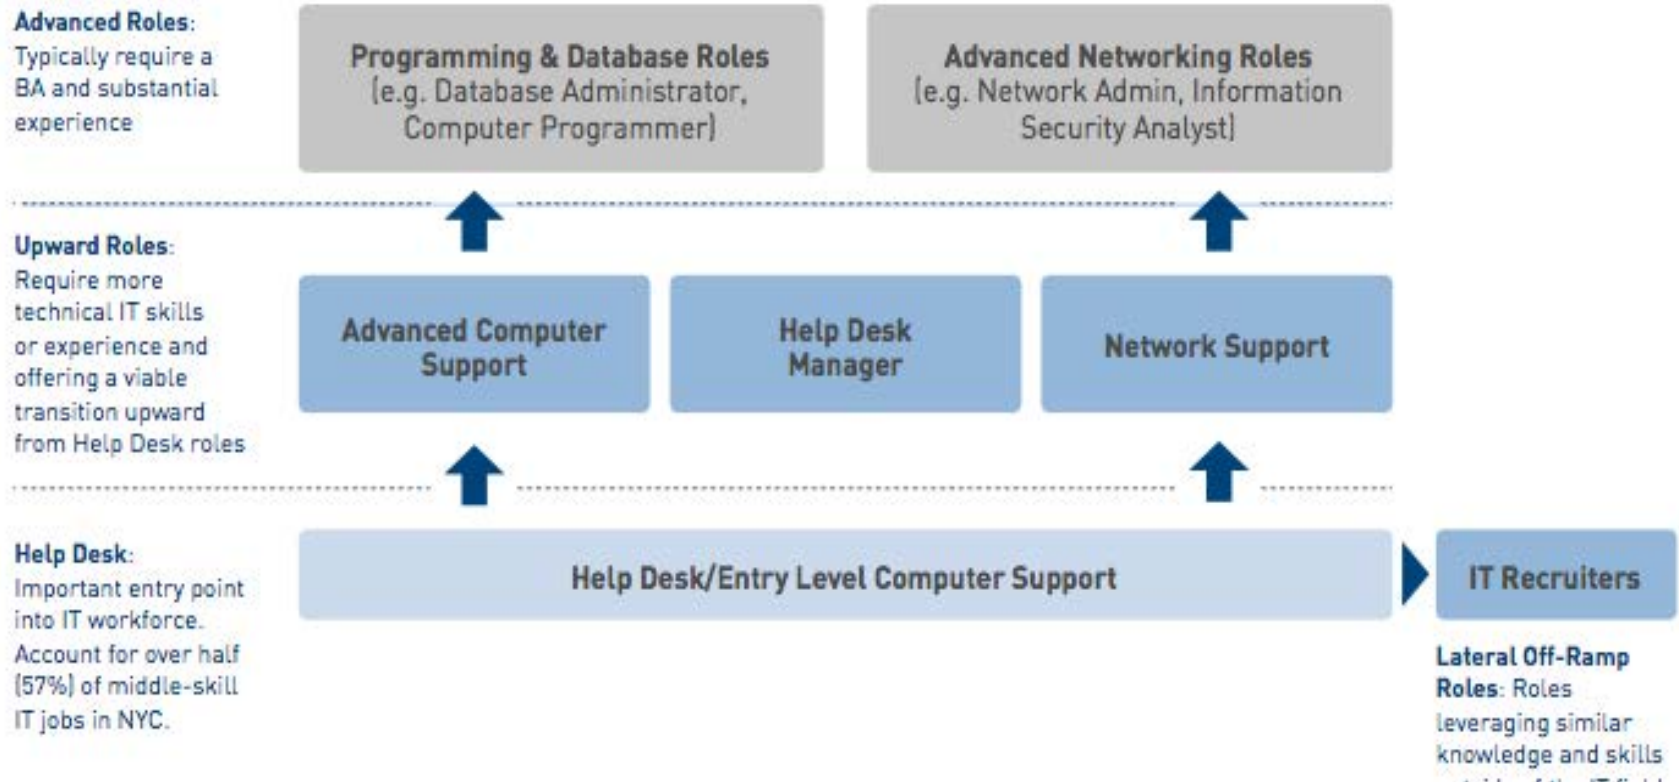 Advanced Roles:
Typically require a
BA and substantial
experience
Programming & Database Roles
(e.g. Database Administrator,
Computer Programmer)
Advanced Networking Roles
(e.g. Network Admin, Information
Security Analyst)
Upward Roles:
Require more
technical IT skills
or experience and
offering a viable
transition upward
from Help Desk roles
Advanced Computer
Support
Help Desk
Manager
Network Support
Help Desk:
Important entry point
into IT workforce.
Account for over half
(57%) of middle-skill
IT jobs in NYC.
Help Desk/Entry Level Computer Support
IT Recruiters
Lateral Off-Ramp
Roles: Roles
leveraging similar
knowledge and skills